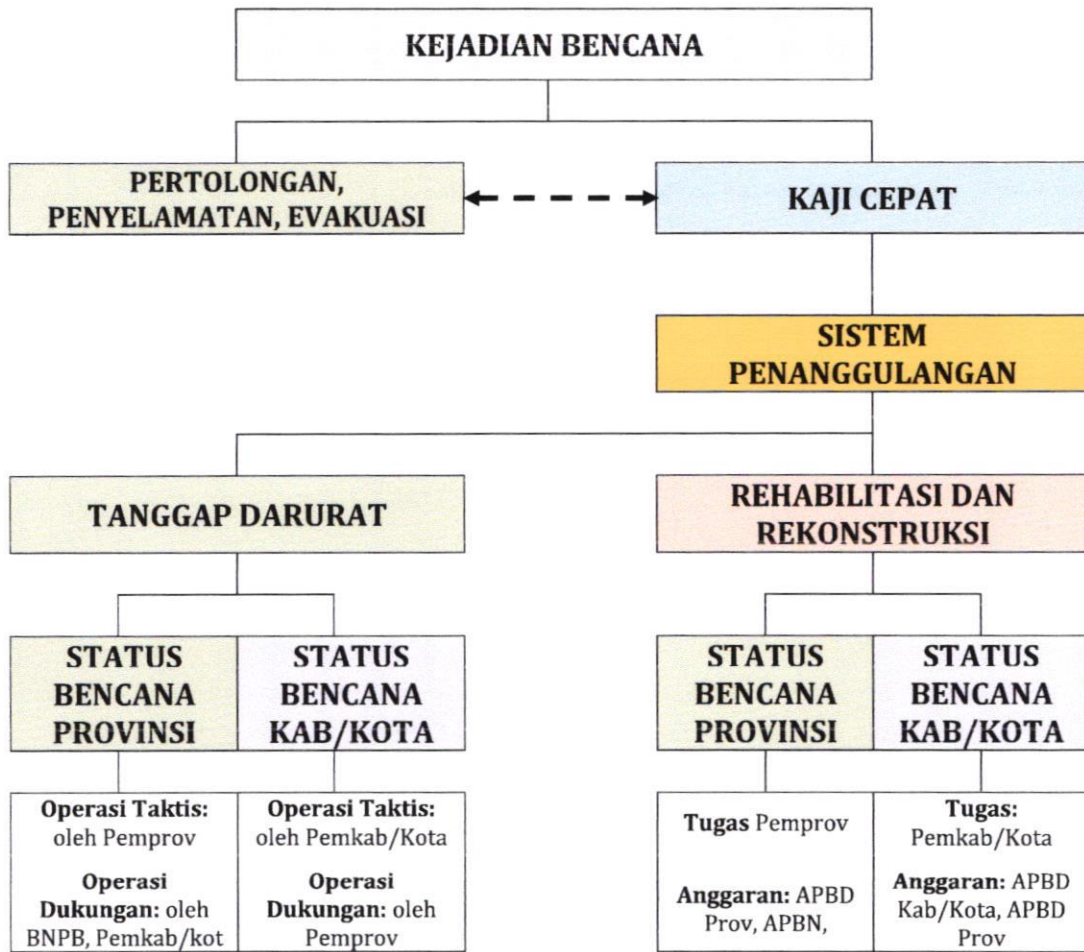 KEJADIAN BENCANA
PERTOLONGAN,
PENYELAMATAN, EVAKUASI
KAJI CEPAT
SISTEM
PENANGGULANGAN
TANGGAP DARURAT
REHABILITASI DAN
REKONSTRUKSI
STATUS
BENCANA
PROVINSI
STATUS
BENCANA
KAB/KOTA
STATUS
BENCANA
PROVINSI
STATUS
BENCANA
KAB/KOTA
Operasi Taktis:
oleh Pemprov
Operasi
Dukungan: oleh
BNPB, Pemkab/kot
Operasi Taktis:
oleh Pemkab/Kota
Operasi
Dukungan: oleh
Pemprov
Tugas Pemprov
Anggaran: APBD
Prov, APBN,
Tugas:
Pemkab/Kota
Anggaran: APBD
Kab/Kota, APBD
Prov